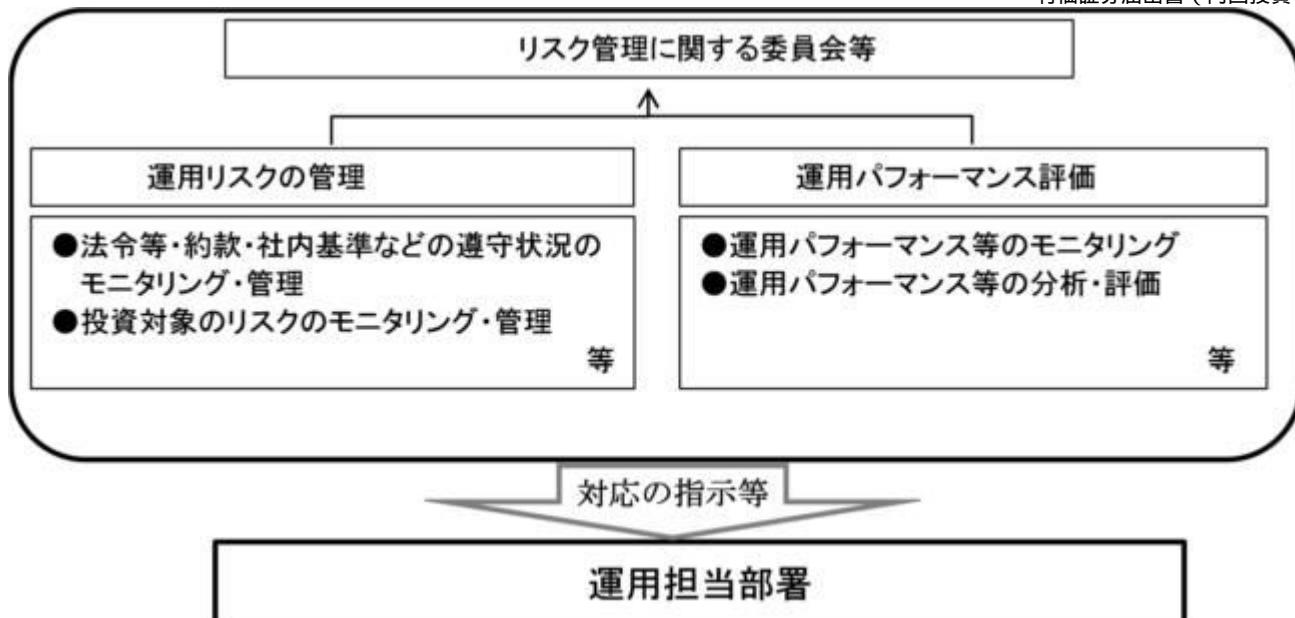 リスク管理に関する委員会等
運用リスクの管理
●法令等・約款・社内基準などの遵守状況の
モニタリング・管理
●投資対象のリスクのモニタリング・管理
等
運用パフォーマンス評価
●運用パフォーマンス等のモニタリング
●運用パフォーマンス等の分析・評価
等
対応の指示等
運用担当部署